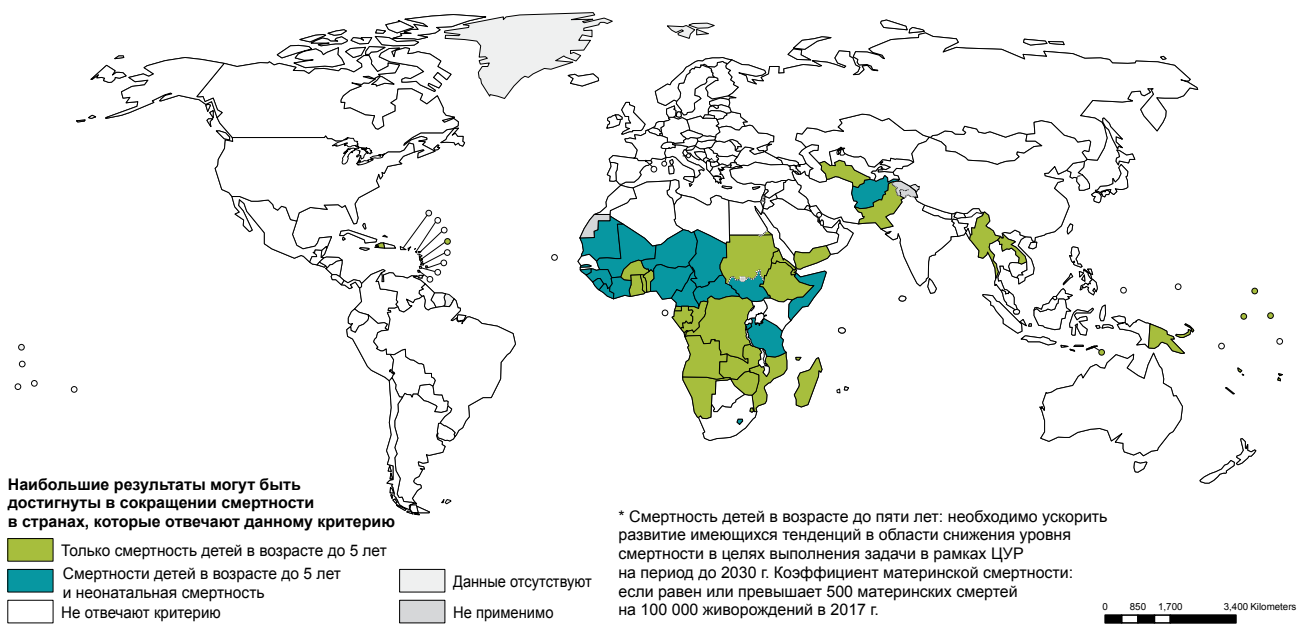 Наибольшие результаты могут быть
достигнуты в сокращении смертности
в странах, которые отвечают данному критерию
Только смертность детей в возрасте до 5 лет
Смертности детей в возрасте до 5 лет
и неонатальная смертность
Не отвечают критерию
Данные отсутствуют
Не применимо
* Смертность детей в возрасте до пяти лет: необходимо ускорить
развитие имеющихся тенденций в области снижения уровня
смертности в целях выполнения задачи в рамках ЦУР
на период до 2030 г. Коэффициент материнской смертности:
если равен или превышает 500 материнских смертей
на 100 000 живорождений в 2017 г.
0 850 1,700 3,400 Kilometers